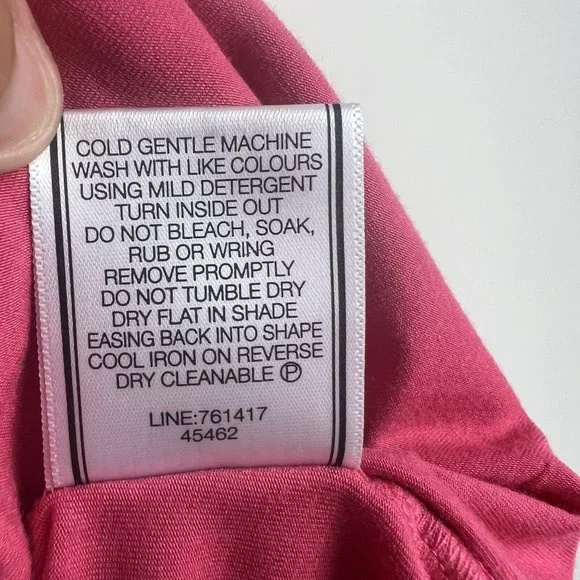 COLD GENTLE MACHINE
WASH WITH LIKE COLOURS
USING MILD DETERGENT
TURN INSIDE OUT
DO NOT BLEACH, SOAK,
RUB OR WRING
REMOVE PROMPTLY
DO NOT TUMBLE DRY
DRY FLAT IN SHADE
EASING BACK INTO SHAPE
COOL IRON ON REVERSE
DRY CLEANABLE Ⓟ
LINE:761417
45462